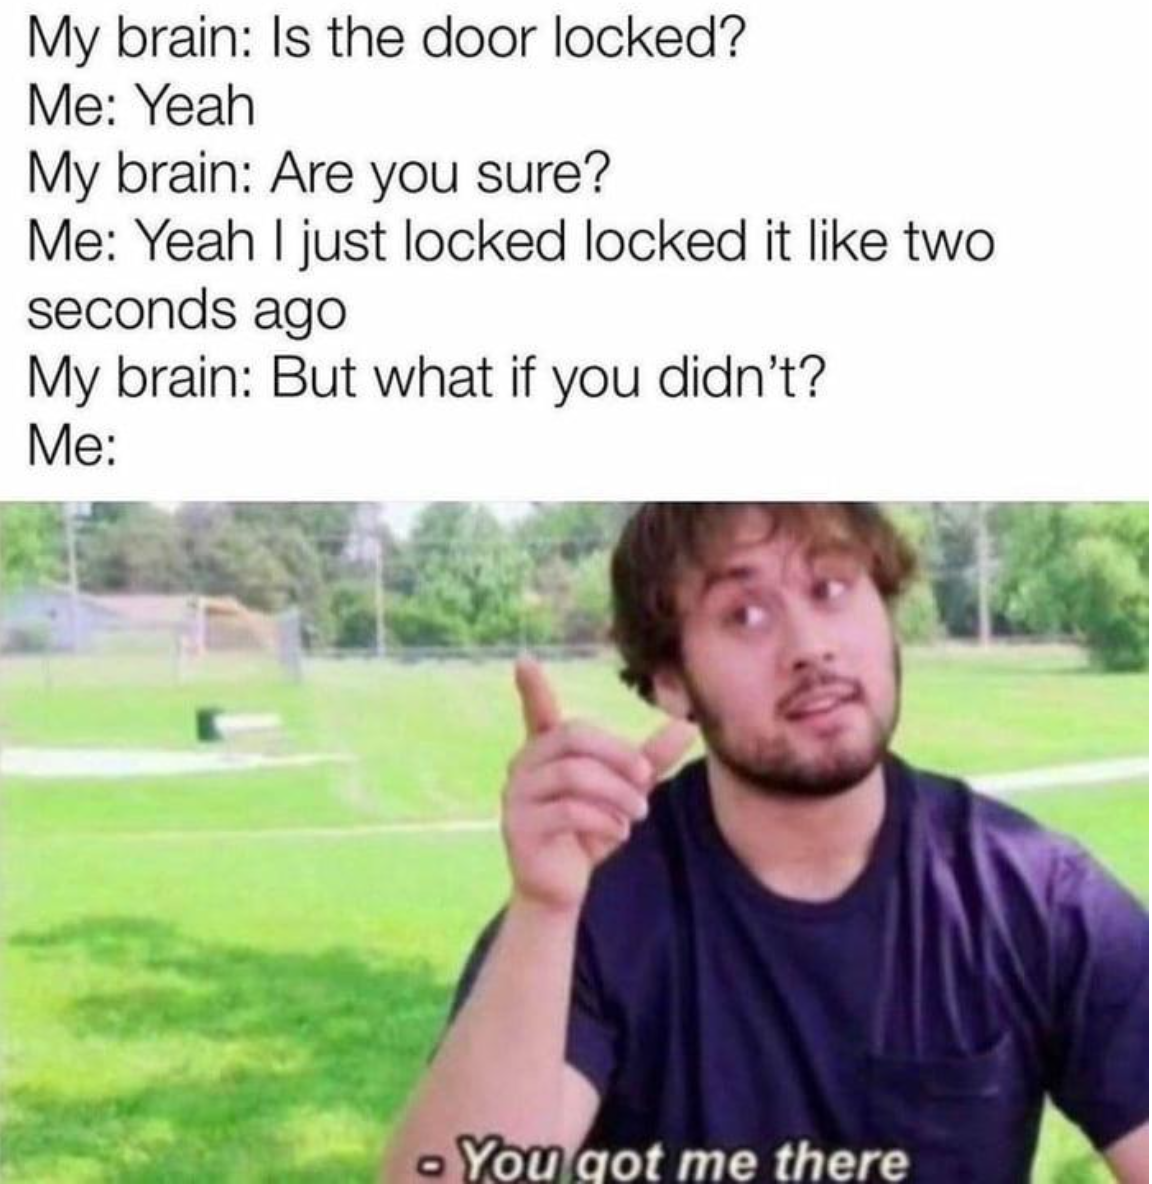 My brain: Is the door locked?
Me: Yeah
My brain: Are you sure?
Me: Yeah I just locked locked it like two
seconds ago
My brain: But what if you didn't?
Me:
- You got me there